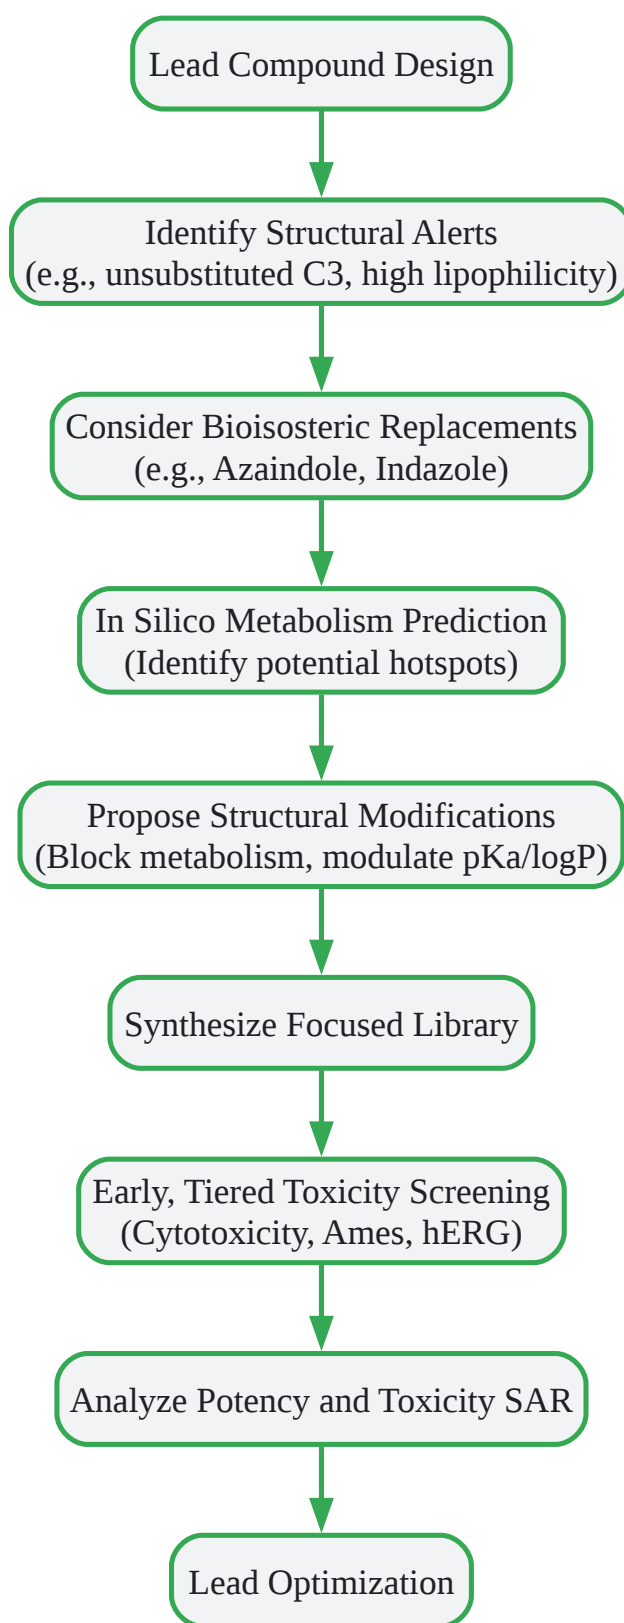 Lead Compound Design
Identify Structural Alerts
(e.g., unsubstituted C3, high lipophilicity)
Consider Bioisosteric Replacements
(e.g., Azaindole, Indazole)
In Silico Metabolism Prediction
(Identify potential hotspots)
Propose Structural Modifications
(Block metabolism, modulate pKa/logP)
Synthesize Focused Library
Early, Tiered Toxicity Screening
(Cytotoxicity, Ames, hERG)
Analyze Potency and Toxicity SAR
Lead Optimization